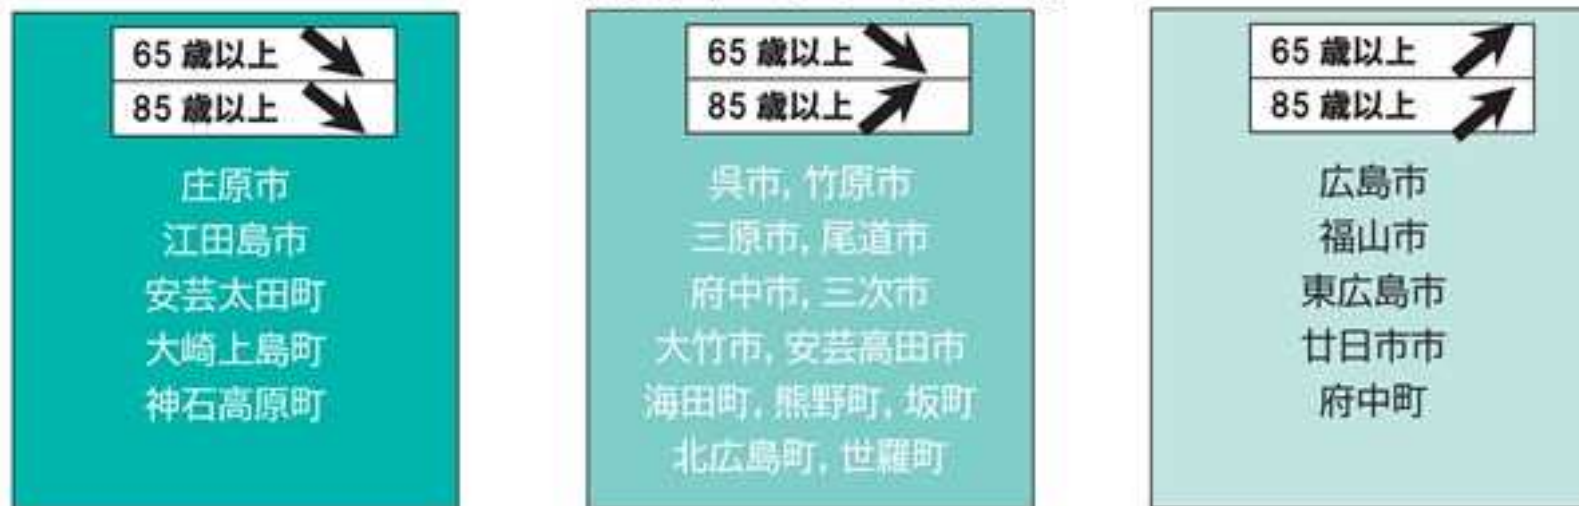 65 歳以上
85 歳以上
庄原市
江田島市
安芸太田町
大崎上島町
神石高原町
65 歳以上
85 歳以上
呉市, 竹原市
三原市, 尾道市
府中市, 三次市
大竹市, 安芸高田市
海田町, 熊野町, 坂町
北広島町, 世羅町
65 歳以上
85 歳以上
広島市
福山市
東広島市
廿日市市
府中町